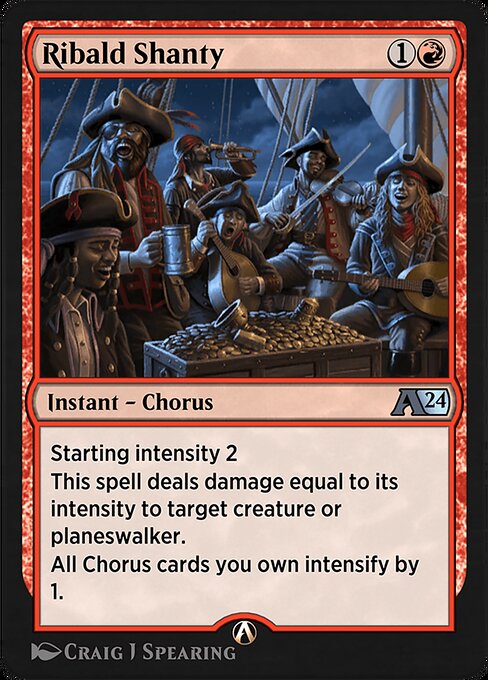 Ribald Shanty 1
Instant – Chorus A24
Starting intensity 2
This spell deals damage equal to its
intensity to target creature or
planeswalker.
All Chorus cards you own intensify by
1.
Craig J Spearing